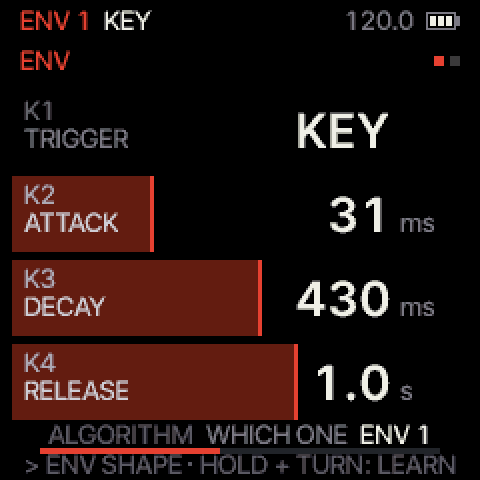 ENV 1 KEY 120.0
ENV
K1
TRIGGER KEY
K2
ATTACK 31 ms
K3
DECAY 430 ms
K4
RELEASE 1.0 s
ALGORITHM WHICH ONE ENV 1
> ENV SHAPE · HOLD + TURN: LEARN